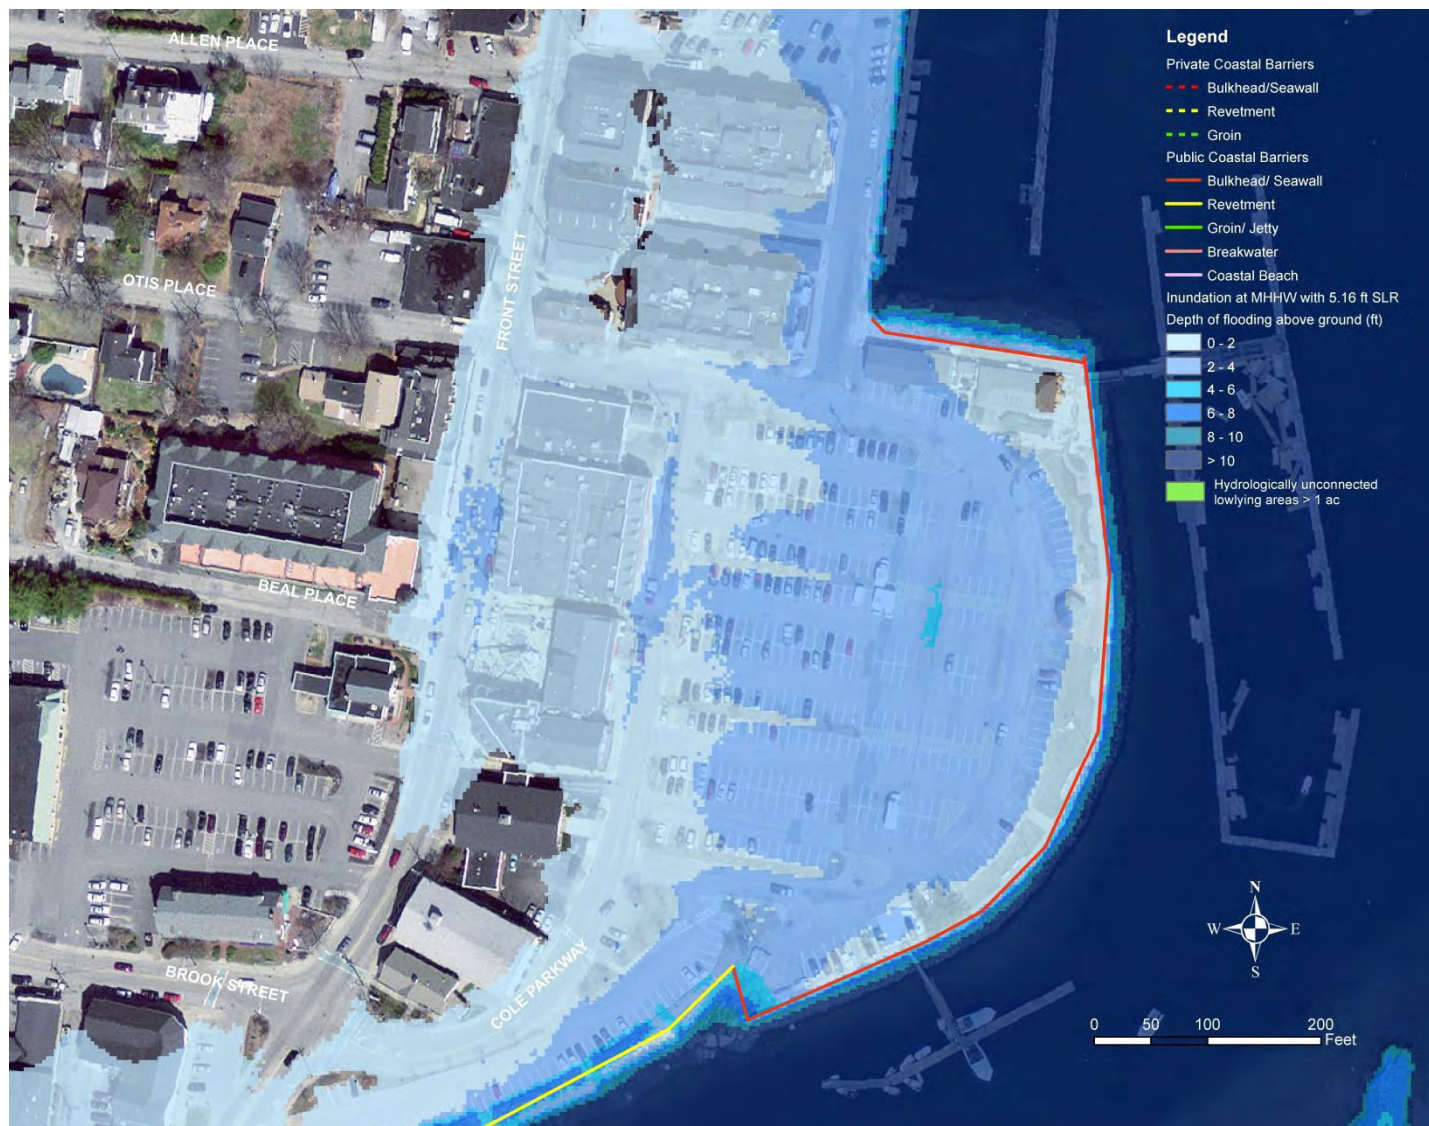 ALLEN PLACE
OTIS PLACE
FRONT STREET
BEAL PLACE
BROOK STREET
COLE PARKWAY
Legend
Private Coastal Barriers
Bulkhead/Seawall
Revetment
Groin
Public Coastal Barriers
Bulkhead/ Seawall
Revetment
Groin/ Jetty
Breakwater
Coastal Beach
Inundation at MHHW with 5.16 ft SLR
Depth of flooding above ground (ft)
0 - 2
2 - 4
4 - 6
6 - 8
8 - 10
> 10
Hydrologically unconnected
lowlying areas > 1 ac
N
W E
S
0 50 100 200
Feet